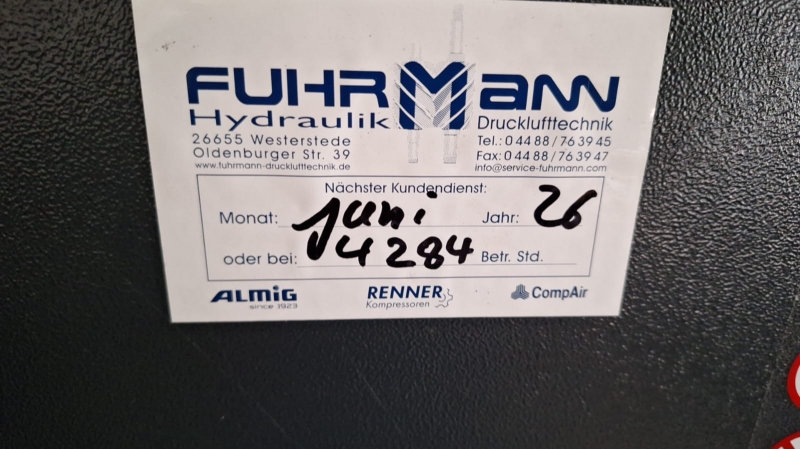 FUHRMANN
Hydraulik Drucklufttechnik
26655 Westerstede Tel.: 0 44 88 / 76 39 45
Oldenburger Str. 39 Fax: 0 44 88 / 76 39 47
www.fuhrmann-drucklufttechnik.de info@service-fuhrmann.com
Nächster Kundendienst:
Monat: Juni Jahr: 26
oder bei: 4284 Betr. Std.
ALMiG RENNER CompAir
since 1923 Kompressoren